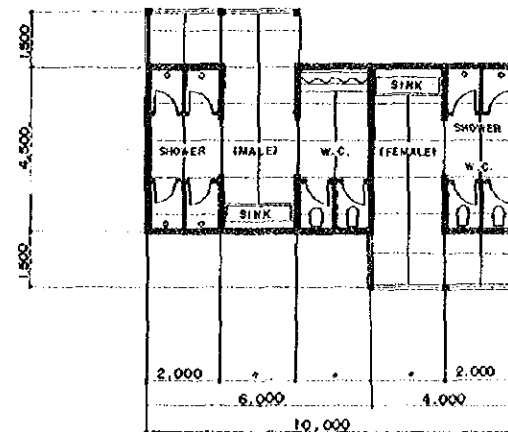 1,500
4,500
1,500
SINK
SHOWER
SHOWER (MALE) W.C. (FEMALE)
W.C.
SINK
2,000 " " " 2,000
6,000 4,000
10,000